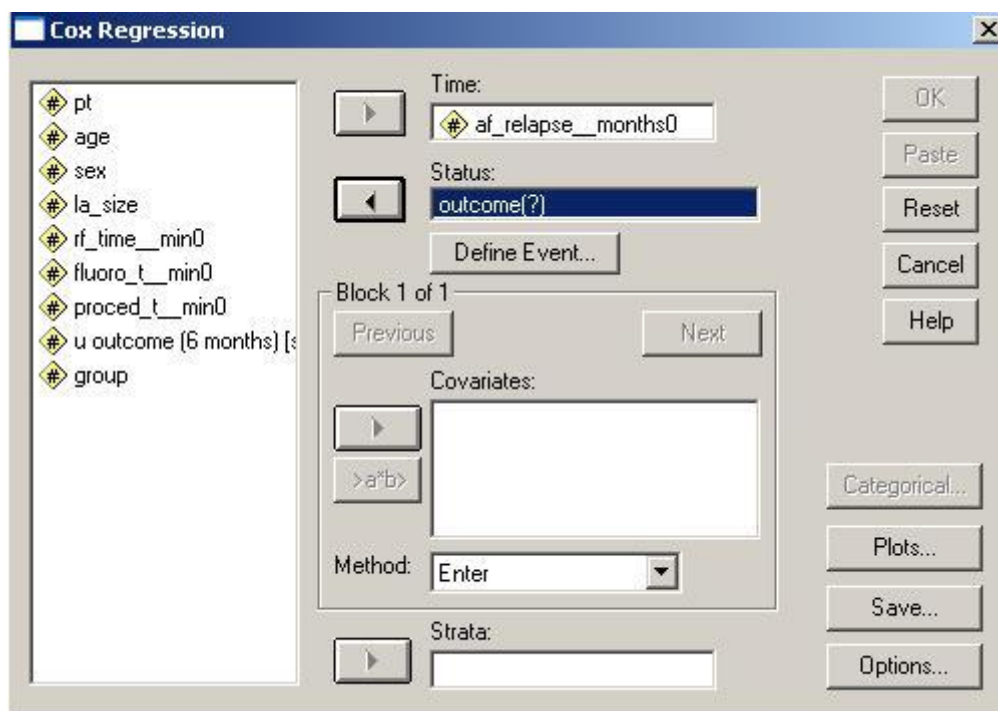 Cox Regression
pt
age
sex
la_size
rf_time__min0
fluoro_t__min0
proced_t__min0
u outcome (6 months) [s
group
Time:
af_relapse__months0
Status:
outcome(?)
Define Event...
Block 1 of 1
Previous
Next
Covariates:
>a*b>
Method:
Enter
Strata:
OK
Paste
Reset
Cancel
Help
Categorical...
Plots...
Save...
Options...